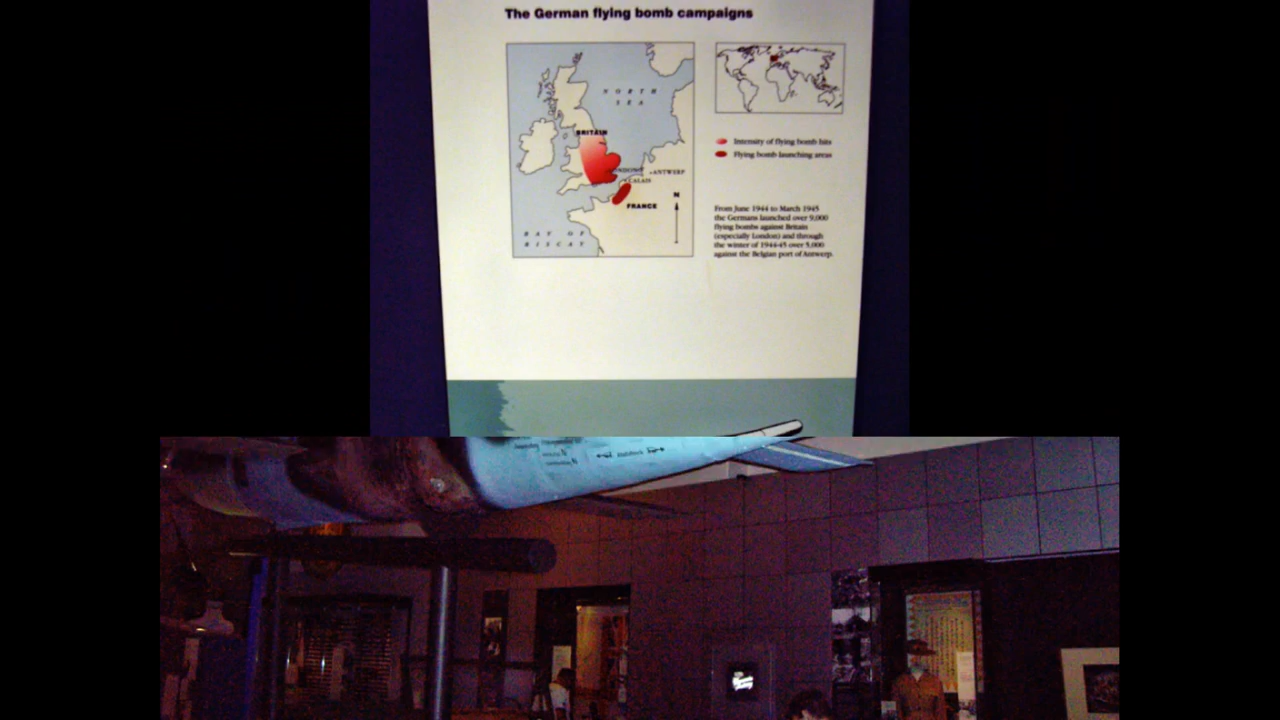 The German flying bomb campaigns
NORTH
SEA
BRITAIN
LONDON
ANTWERP
CALAIS
N
FRANCE
BAY OF
BISCAY
Intensity of flying bomb hits
Flying bomb launching areas
From June 1944 to March 1945
the Germans launched over 9,000
flying bombs against Britain
(especially London) and through
the winter of 1944-45 over 5,000
against the Belgian port of Antwerp.